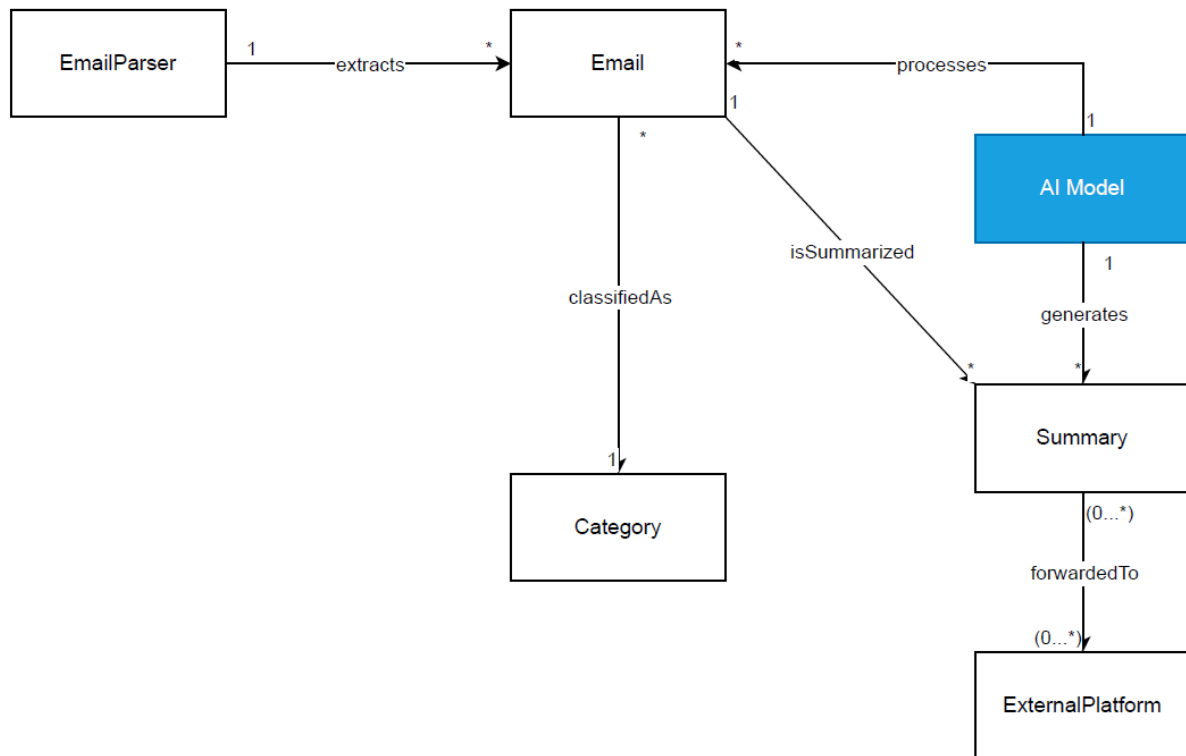 EmailParser
1
extracts
*
Email
*
processes
1
AI Model
1
*
isSummarized
*
classifiedAs
1
Category
1
generates
*
Summary
(0...*)
forwardedTo
(0...*)
ExternalPlatform